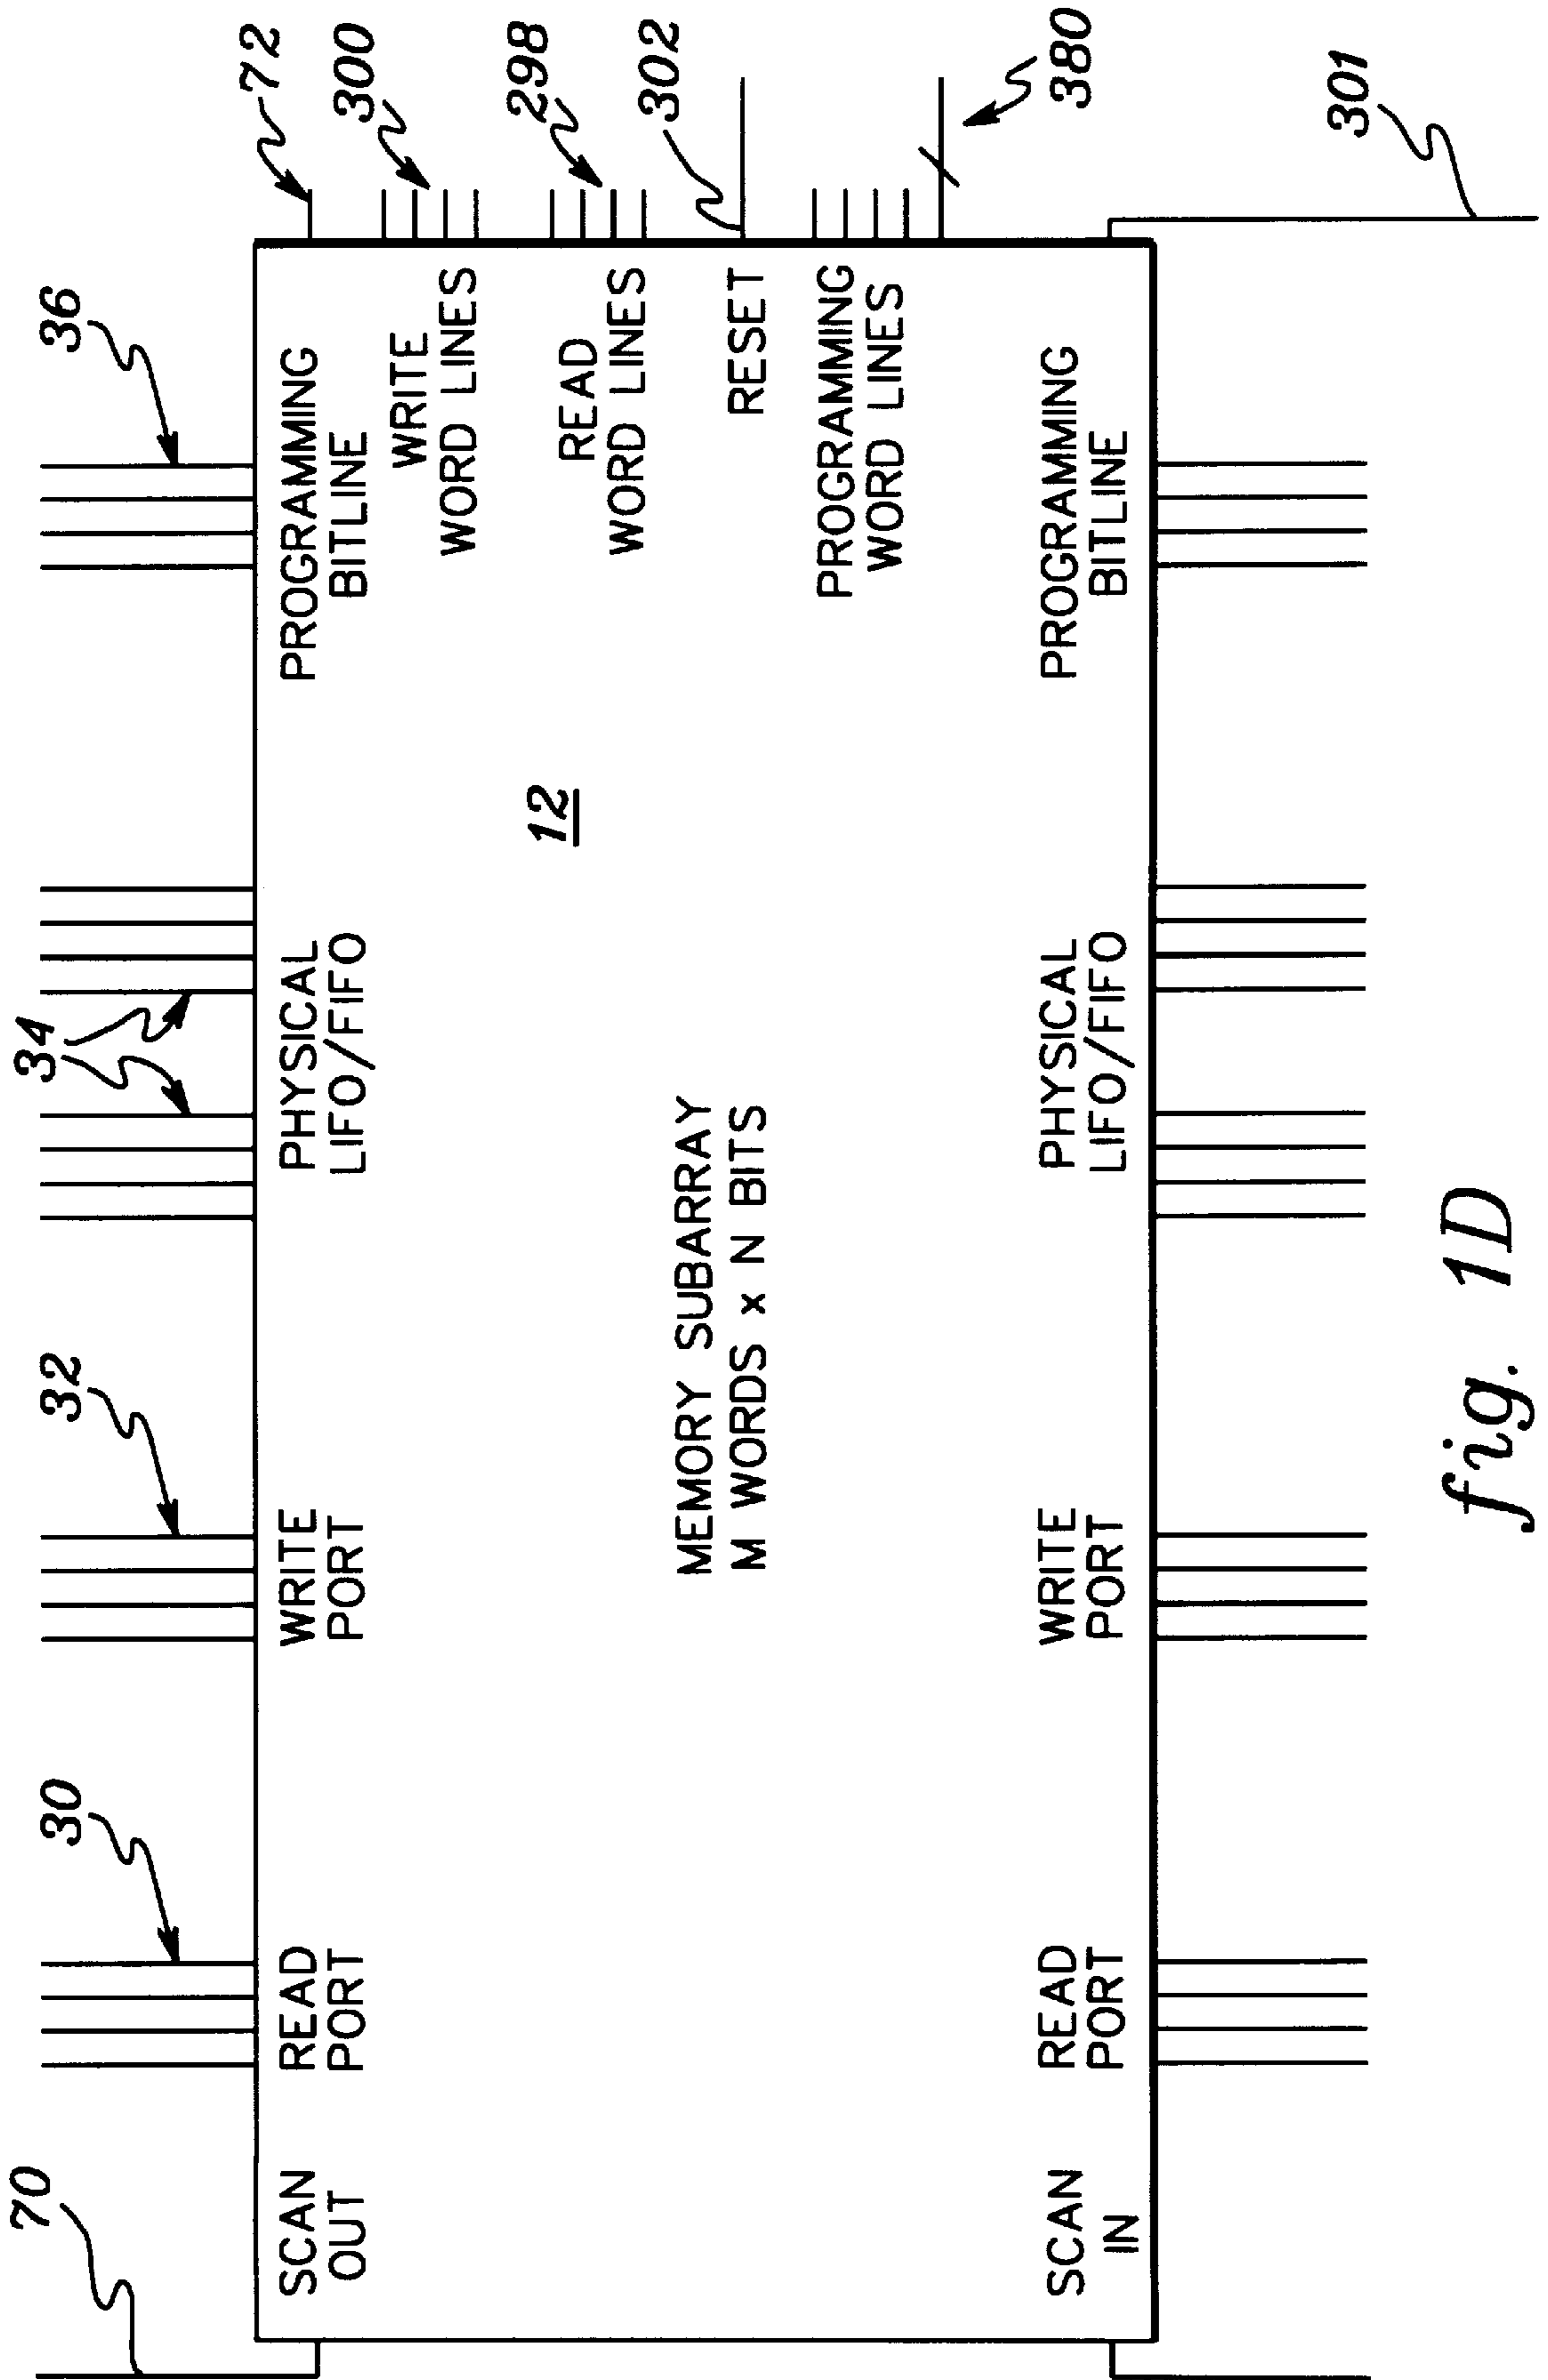 70
30
32
34
36
72
SCAN
OUT
READ
PORT
WRITE
PORT
PHYSICAL
LIFO/FIFO
PROGRAMMING
BITLINE
WRITE
WORD LINES
300
12
READ
WORD LINES
298
MEMORY SUBARRAY
M WORDS x N BITS
RESET
302
PROGRAMMING
WORD LINES
380
SCAN
IN
READ
PORT
WRITE
PORT
PHYSICAL
LIFO/FIFO
PROGRAMMING
BITLINE
301
fig. 1D